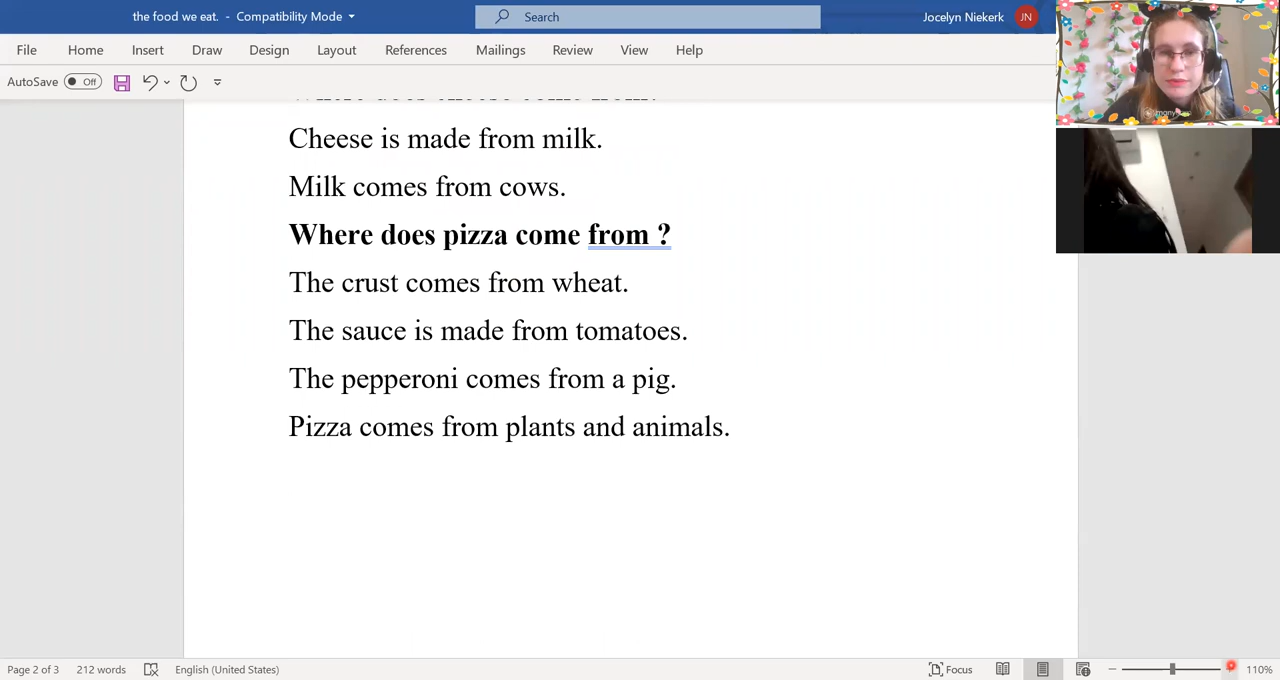 the food we eat. - Compatibility Mode
Search
Jocelyn Niekerk JN
File Home Insert Draw Design Layout References Mailings Review View Help
AutoSave Off
Cheese is made from milk.
Milk comes from cows.
Where does pizza come from ?
The crust comes from wheat.
The sauce is made from tomatoes.
The pepperoni comes from a pig.
Pizza comes from plants and animals.
Page 2 of 3 212 words English (United States) Focus 110%